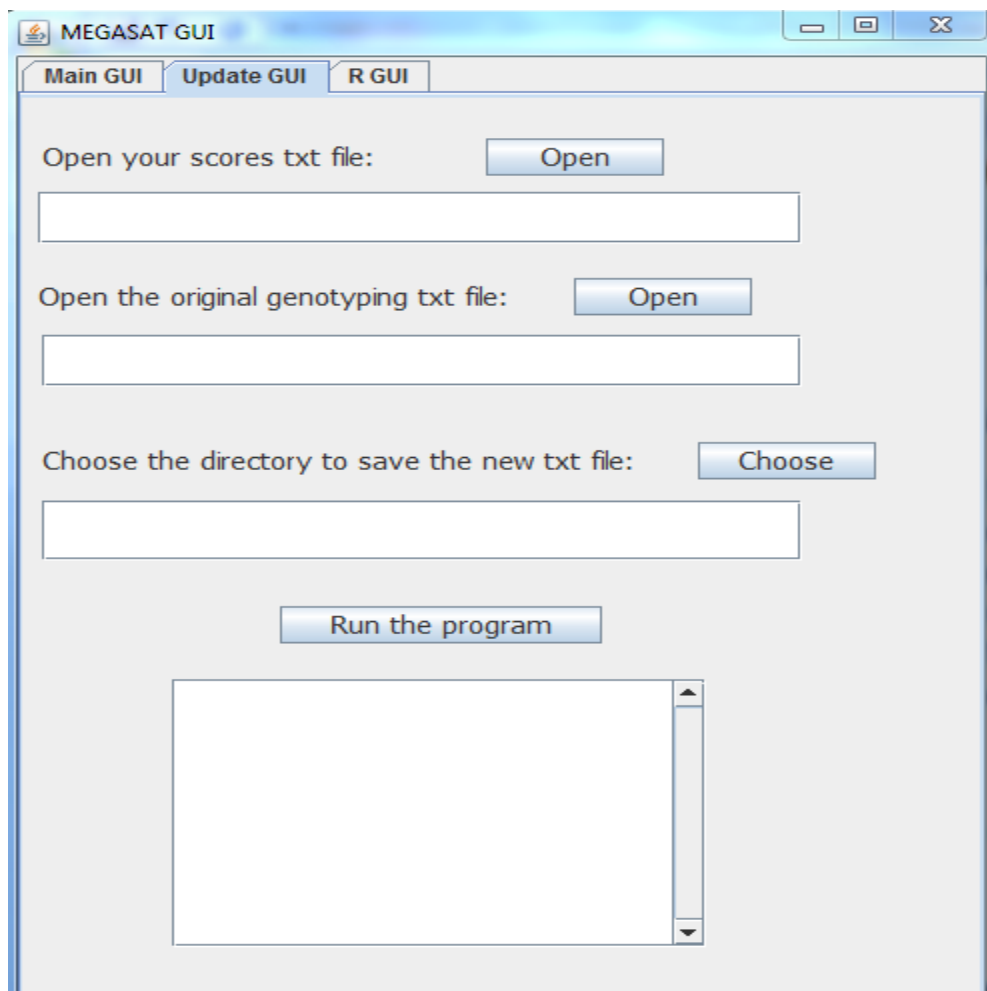 MEGASAT GUI
Main GUI Update GUI R GUI
Open your scores txt file: Open
Open the original genotyping txt file: Open
Choose the directory to save the new txt file: Choose
Run the program